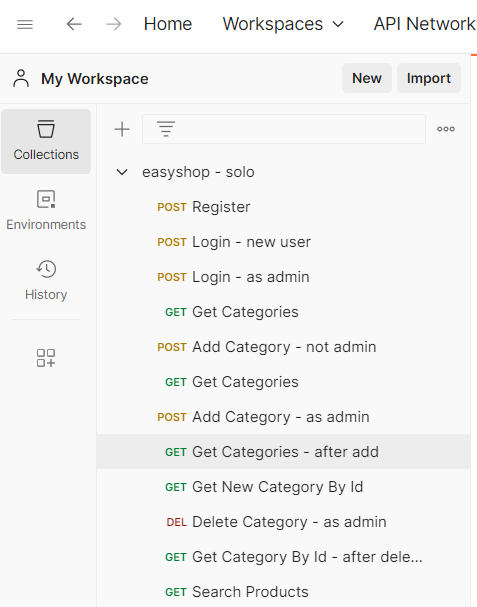 Home Workspaces API Network
My Workspace New Import
Collections
Environments
History
easyshop - solo
POST Register
POST Login - new user
POST Login - as admin
GET Get Categories
POST Add Category - not admin
GET Get Categories
POST Add Category - as admin
GET Get Categories - after add
GET Get New Category By Id
DEL Delete Category - as admin
GET Get Category By Id - after dele...
GET Search Products